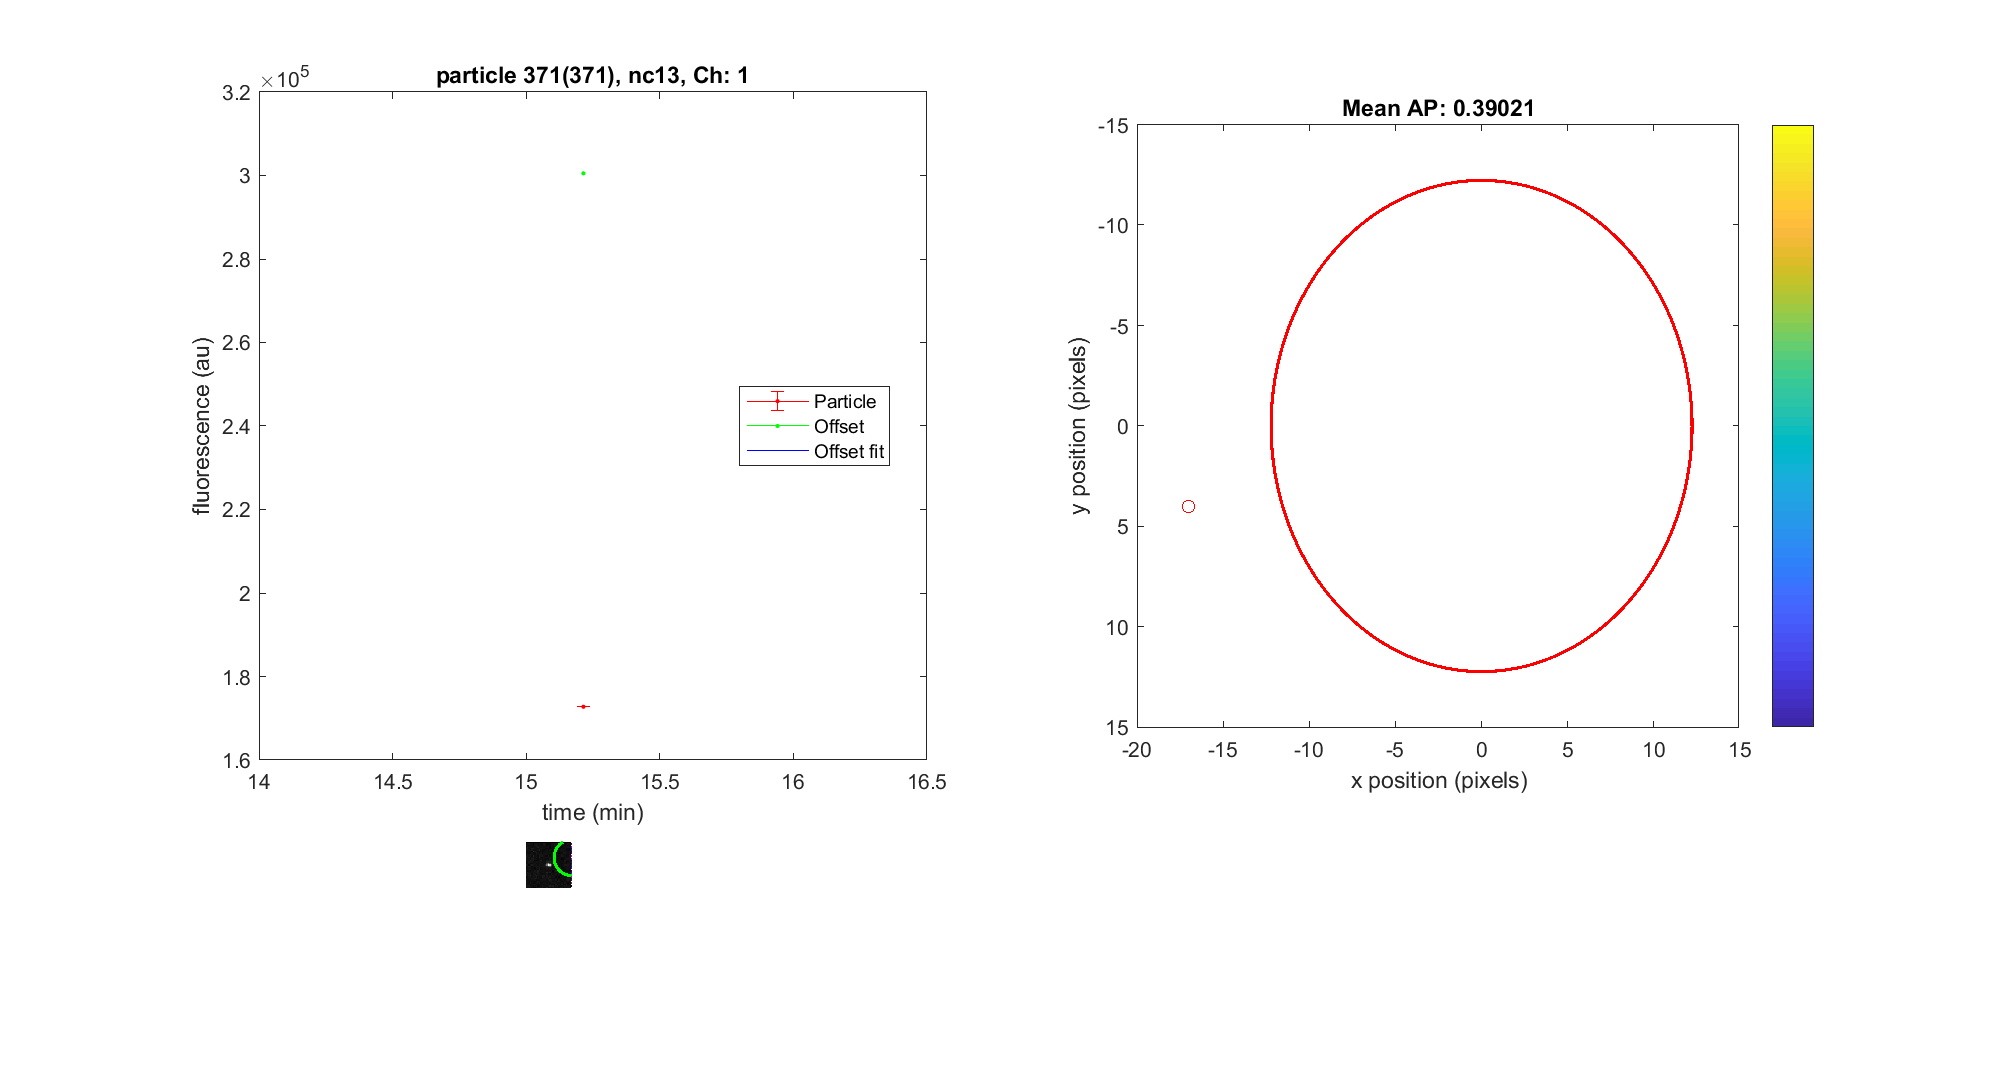 particle 371(371), nc13, Ch: 1
×10^5
3.2
3
2.8
2.6
2.4
2.2
2
1.8
1.6
fluorescence (au)
14 14.5 15 15.5 16 16.5
time (min)
Particle
Offset
Offset fit
Mean AP: 0.39021
-15
-10
-5
0
5
10
15
y position (pixels)
-20 -15 -10 -5 0 5 10 15
x position (pixels)